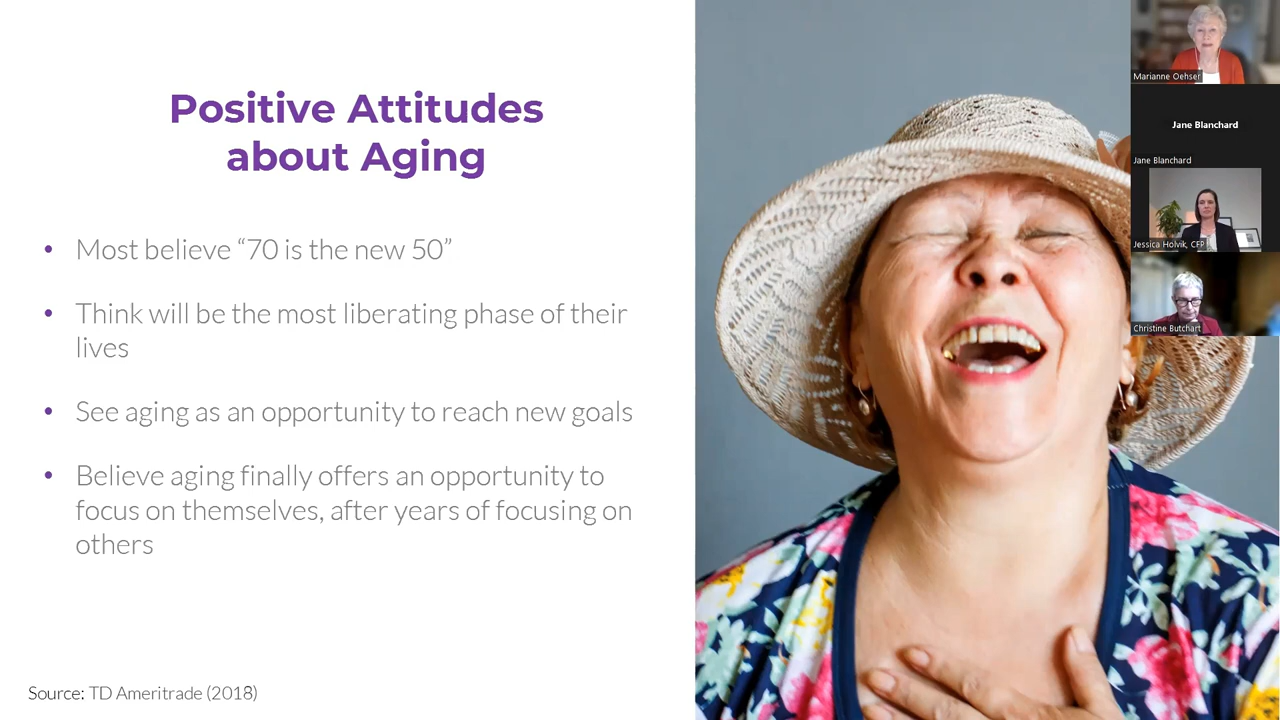 Positive Attitudes
about Aging
• Most believe “70 is the new 50”
• Think will be the most liberating phase of their
lives
• See aging as an opportunity to reach new goals
• Believe aging finally offers an opportunity to
focus on themselves, after years of focusing on
others
Source: TD Ameritrade (2018)
Marianne Oehser
Jane Blanchard
Jane Blanchard
Jessica Holvik, CFP
Christine Butchart